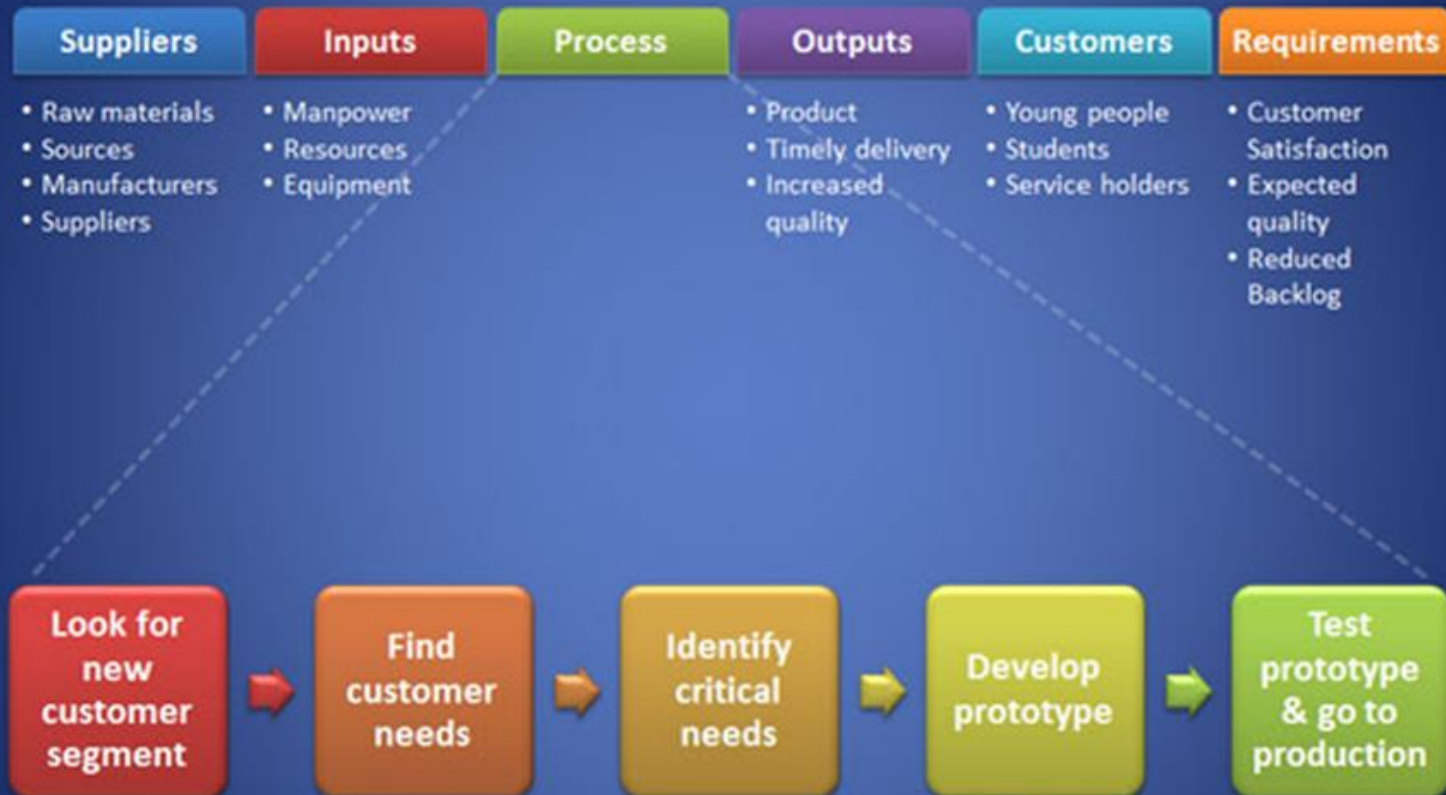 Suppliers
Inputs
Process
Outputs
Customers
Requirements
• Raw materials
• Sources
• Manufacturers
• Suppliers
• Manpower
• Resources
• Equipment
• Product
• Timely delivery
• Increased
quality
• Young people
• Students
• Service holders
• Customer
Satisfaction
• Expected
quality
• Reduced
Backlog
Look for
new
customer
segment
Find
customer
needs
Identify
critical
needs
Develop
prototype
Test
prototype
& go to
production